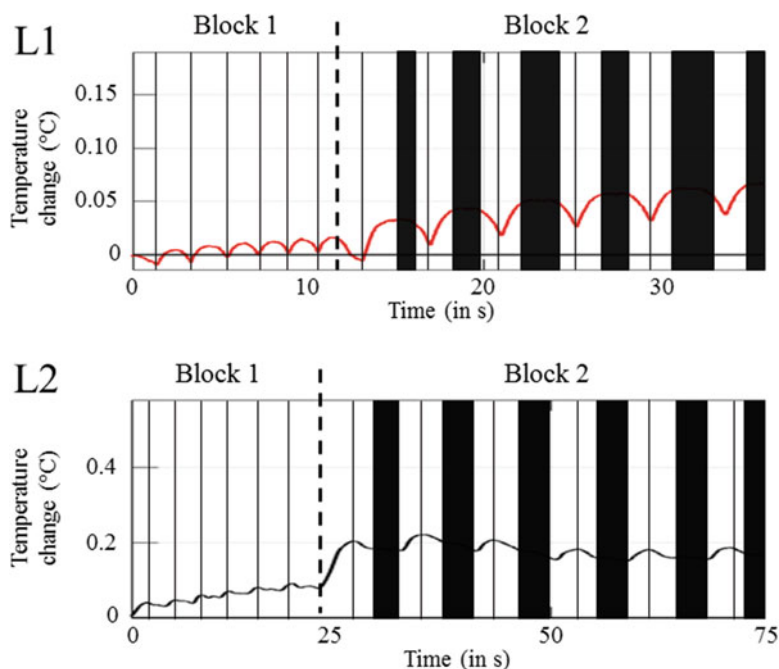 L1
Block 1
Block 2
Temperature
change (°C)
0.15
0.10
0.05
0
0
10
20
30
Time (in s)
L2
Block 1
Block 2
Temperature
change (°C)
0.4
0.2
0
0
25
50
75
Time (in s)